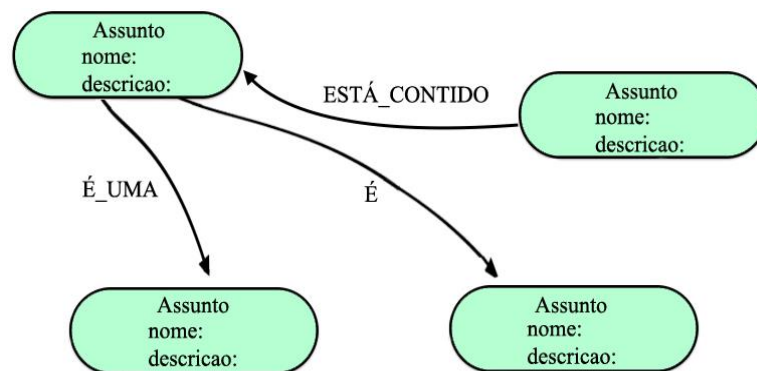 Assunto
nome:
descricao:
ESTÁ_CONTIDO
Assunto
nome:
descricao:
É_UMA
É
Assunto
nome:
descricao:
Assunto
nome:
descricao: